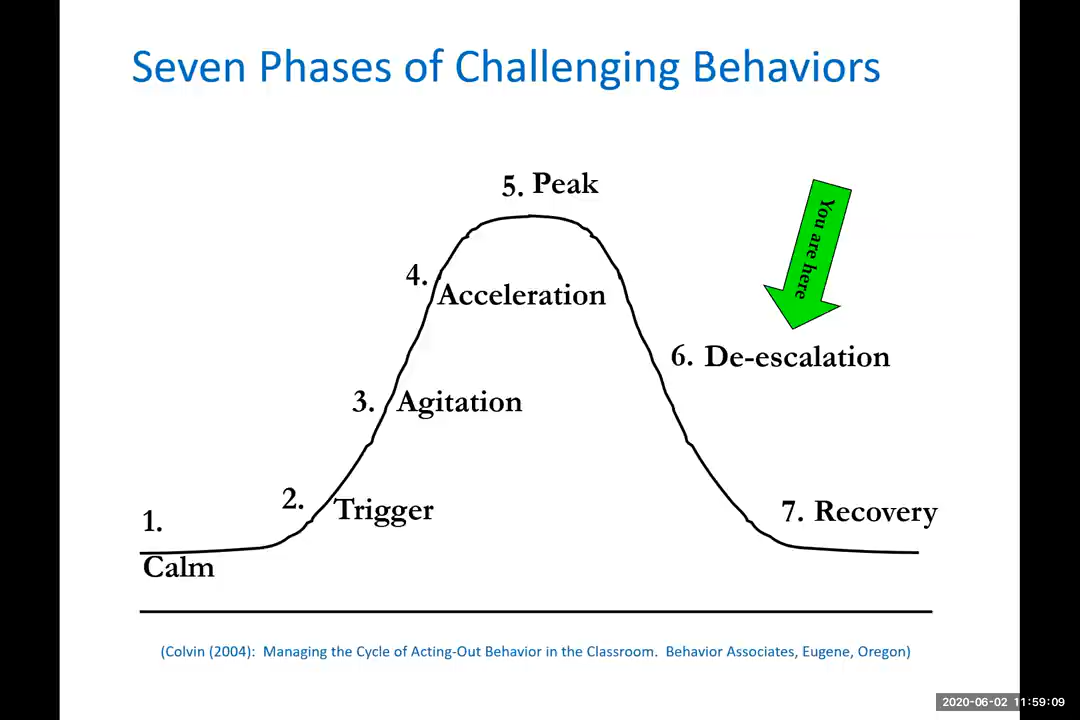 Seven Phases of Challenging Behaviors
5. Peak
You are here
4. Acceleration
6. De-escalation
3. Agitation
2. Trigger
7. Recovery
1.
Calm
(Colvin (2004): Managing the Cycle of Acting-Out Behavior in the Classroom. Behavior Associates, Eugene, Oregon)
2020-06-02 11:59:09